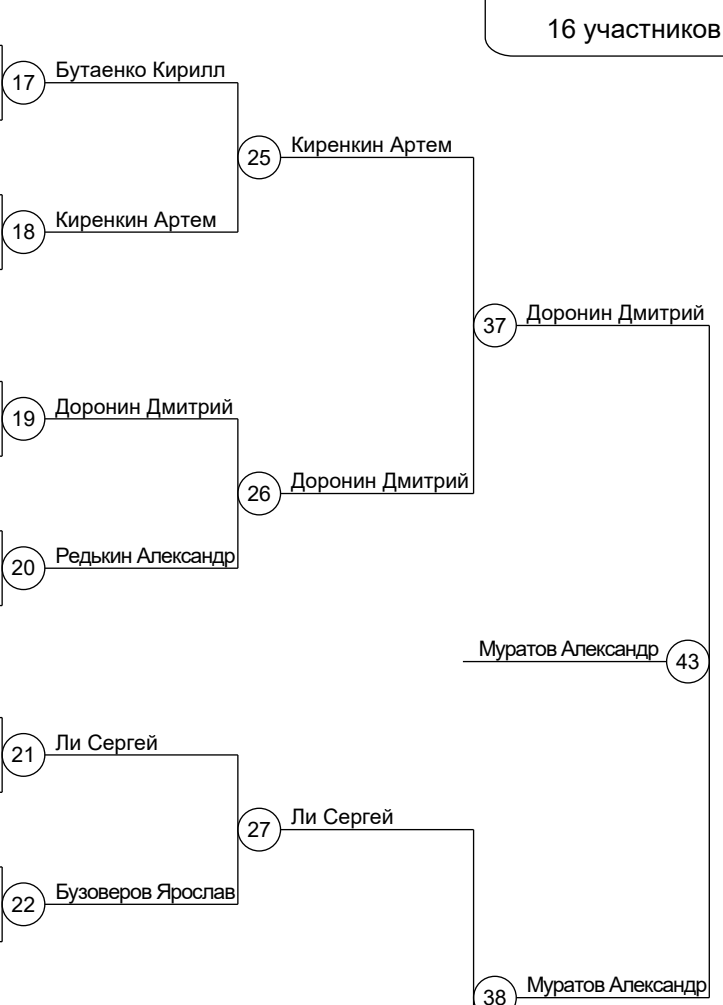 16 участников
17 Бутаенко Кирилл
25 Киренкин Артем
18 Киренкин Артем
37 Доронин Дмитрий
19 Доронин Дмитрий
26 Доронин Дмитрий
20 Редькин Александр
Муратов Александр 43
21 Ли Сергей
27 Ли Сергей
22 Бузоверов Ярослав
38 Муратов Александр